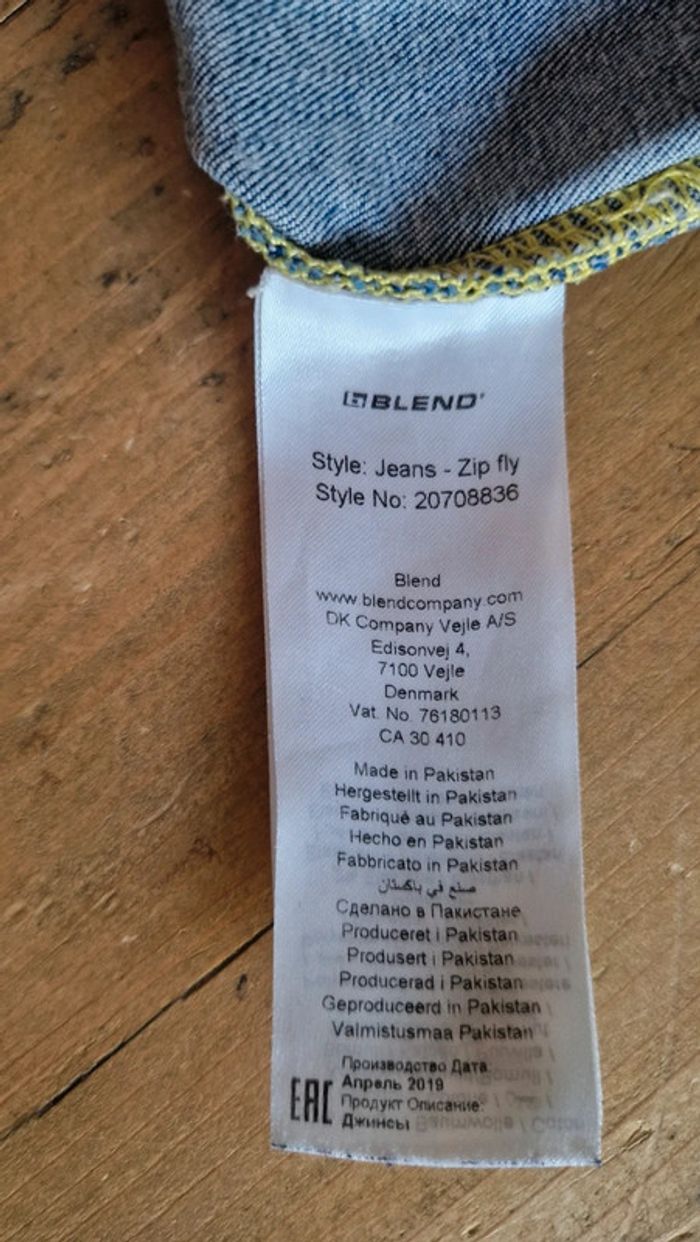 BLEND
Style: Jeans - Zip fly
Style No: 20708836
Blend
www.blendcompany.com
DK Company Vejle A/S
Edisonvej 4,
7100 Vejle
Denmark
Vat. No. 76180113
CA 30 410
Made in Pakistan
Hergestellt in Pakistan
Fabriqué au Pakistan
Hecho en Pakistan
Fabbricato in Pakistan
صنع في باكستان
Сделано в Пакистане
Produceret i Pakistan
Produsert i Pakistan
Producerad i Pakistan
Geproduceerd in Pakistan
Valmistusmaa Pakistan
Производство Дата:
Апрель 2019
EAC Продукт Описание:
Джинсы